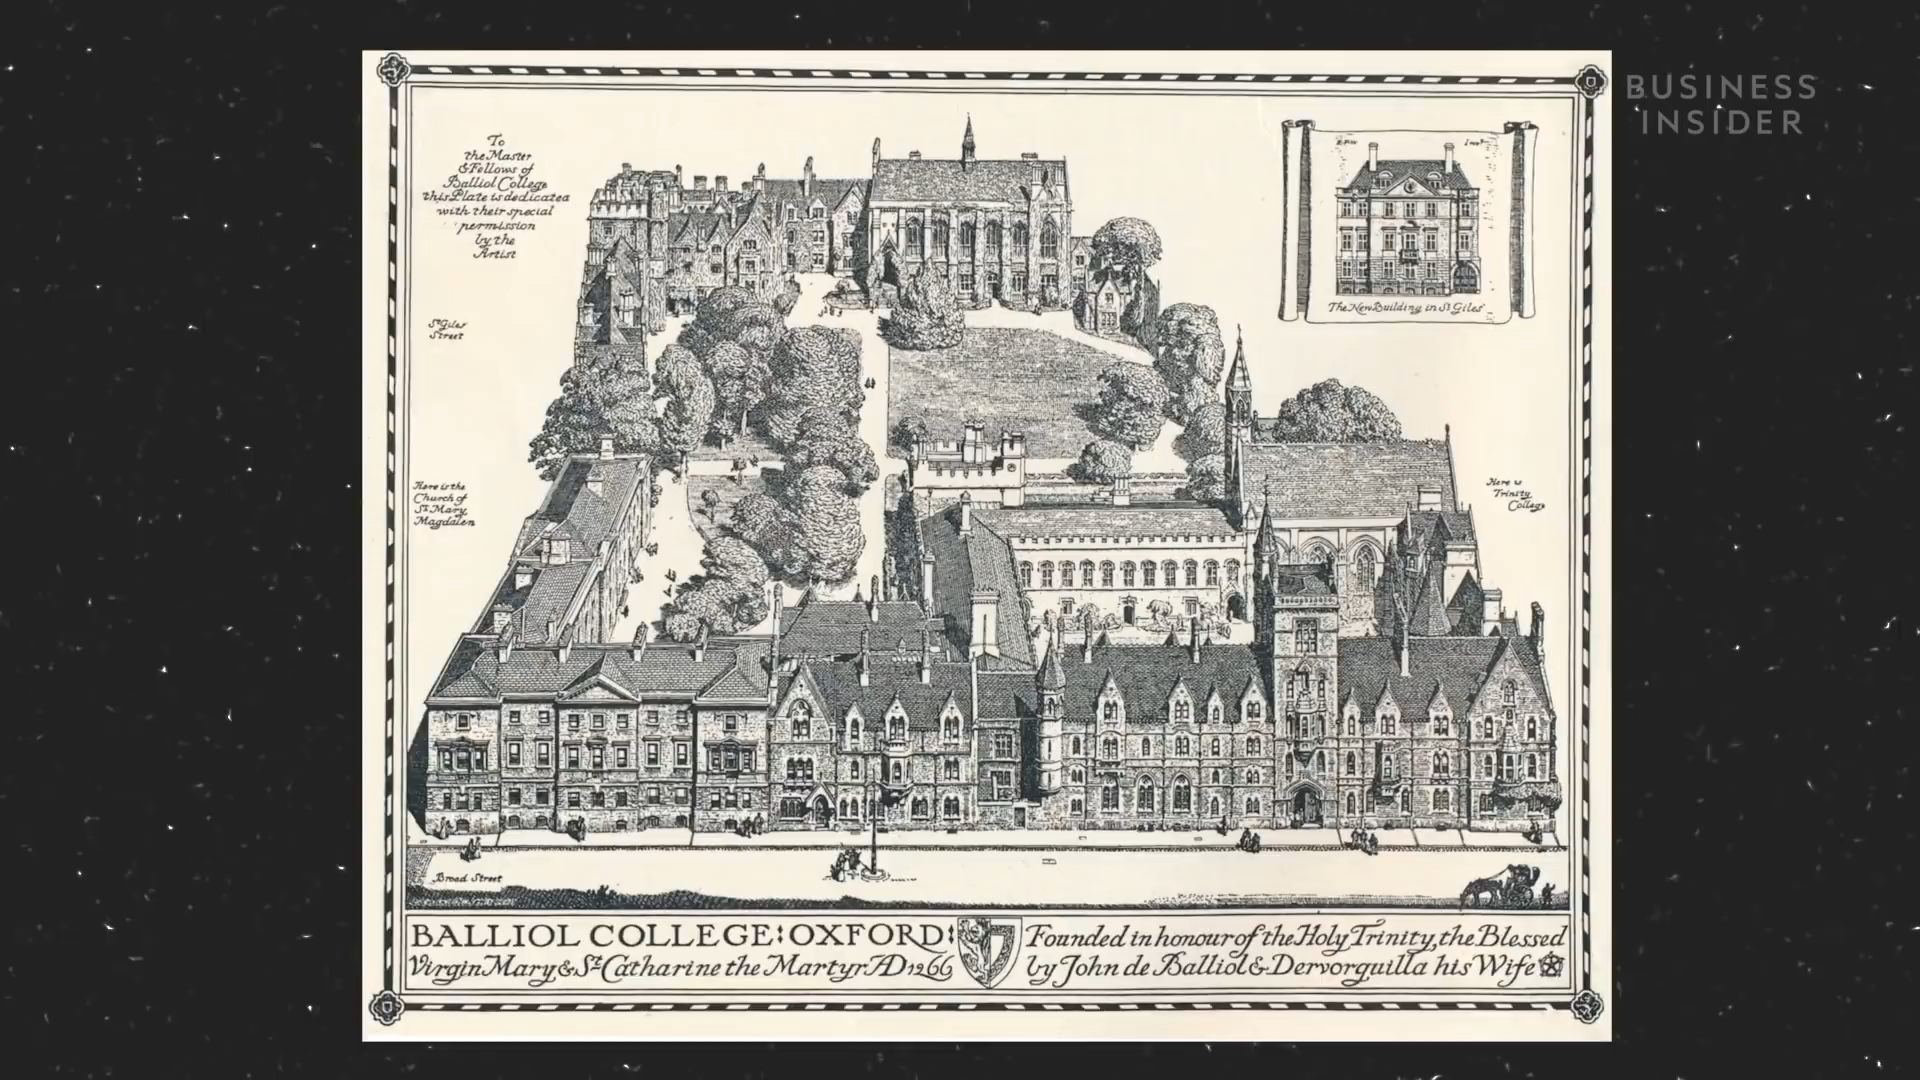 BUSINESS
INSIDER
To
the Master
& Fellows of
Balliol College
this Plate is dedicated
with their special
permission
by the
Artist
The New Building in St Giles'
St Giles
Street
Here is the
Church of
St Mary
Magdalen
Here is
Trinity
College
Broad Street
BALLIOL COLLEGE: OXFORD:
Virgin Mary & St Catharine the Martyr AD 1266
Founded in honour of the Holy Trinity, the Blessed
by John de Balliol & Dervorguilla his Wife